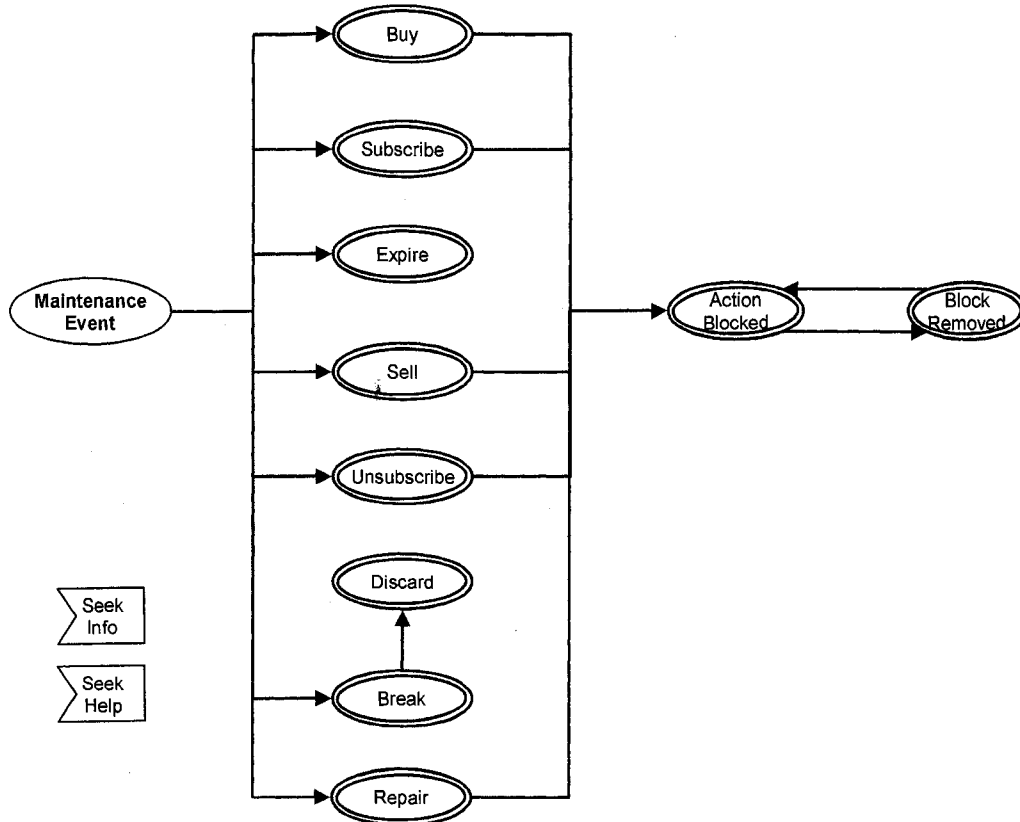 Buy
Subscribe
Expire
Maintenance
Event
Action
Blocked
Block
Removed
Sell
Unsubscribe
Discard
Seek
Info
Seek
Help
Break
Repair